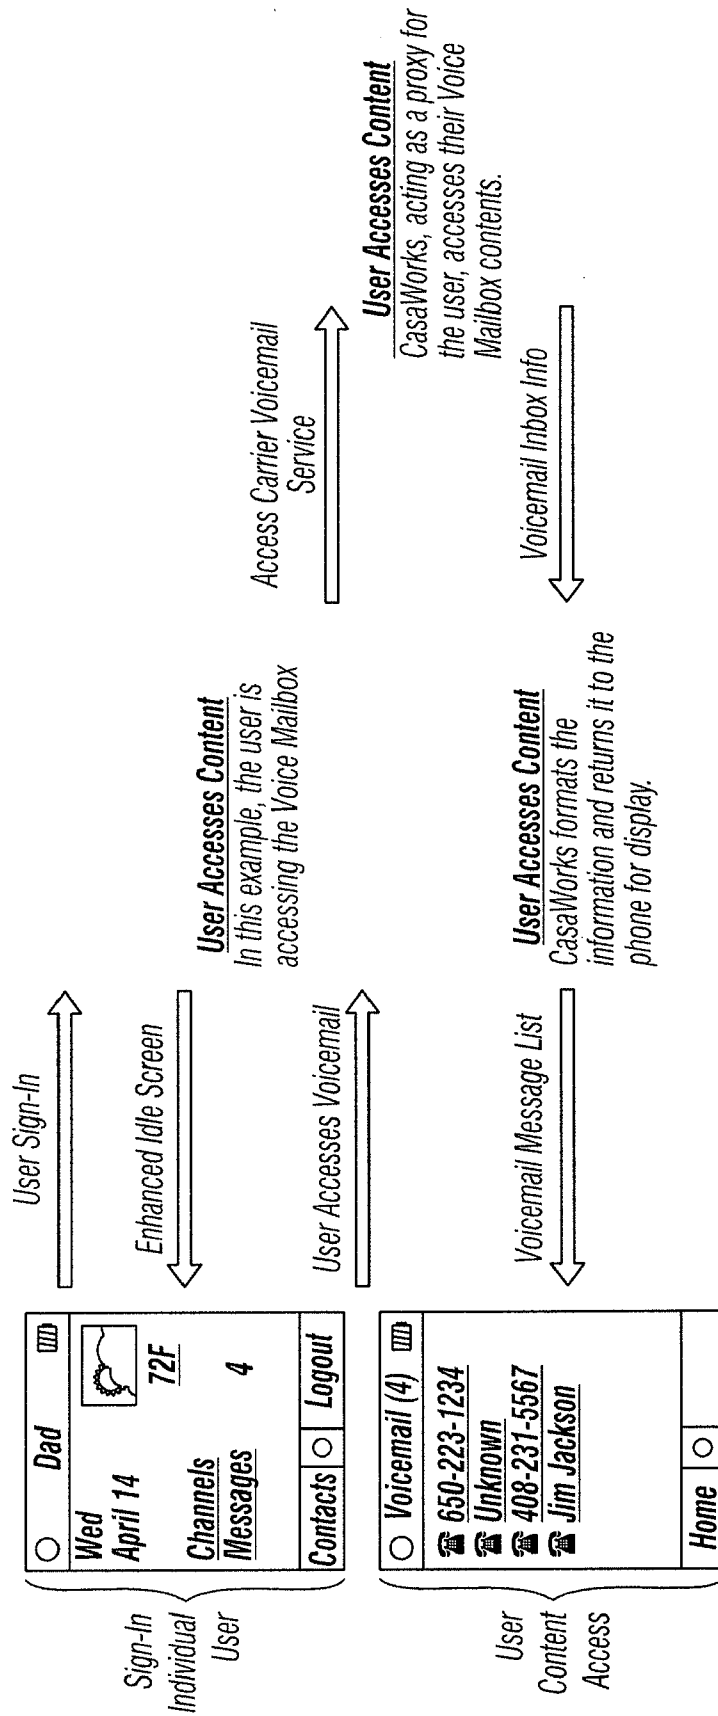 User Sign-In
Enhanced Idle Screen
Sign-In
Individual
User
Dad
Wed
April 14
72F
Channels
Messages 4
Contacts Logout
User Accesses Content
In this example, the user is
accessing the Voice Mailbox
User Accesses Voicemail
Access Carrier Voicemail
Service
User Accesses Content
CasaWorks, acting as a proxy for
the user, accesses their Voice
Mailbox contents.
Voicemail Inbox Info
User Accesses Content
CasaWorks formats the
information and returns it to the
phone for display.
Voicemail Message List
User
Content
Access
Voicemail (4)
650-223-1234
Unknown
408-231-5567
Jim Jackson
Home